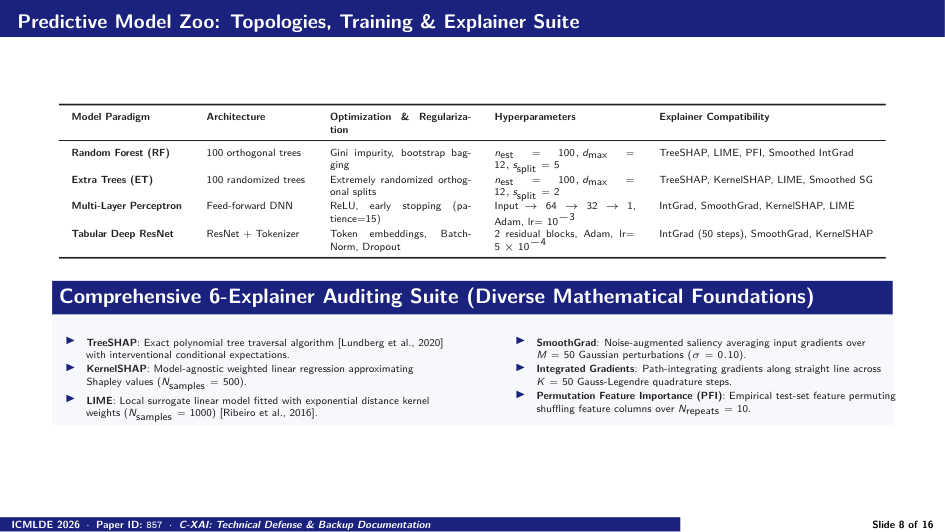 Predictive Model Zoo: Topologies, Training & Explainer Suite
Model Paradigm Architecture Optimization & Regulariza-
tion Hyperparameters Explainer Compatibility
Random Forest (RF) 100 orthogonal trees Gini impurity, bootstrap bag-
ging n_est = 100, d_max =
12, s_split = 5 TreeSHAP, LIME, PFI, Smoothed IntGrad
Extra Trees (ET) 100 randomized trees Extremely randomized orthog-
onal splits n_est = 100, d_max =
12, s_split = 2 TreeSHAP, KernelSHAP, LIME, Smoothed SG
Multi-Layer Perceptron Feed-forward DNN ReLU, early stopping (pa-
tience=15) Input → 64 → 32 → 1,
Adam, lr= 10^−3 IntGrad, SmoothGrad, KernelSHAP, LIME
Tabular Deep ResNet ResNet + Tokenizer Token embeddings, Batch-
Norm, Dropout 2 residual blocks, Adam, lr=
5 × 10^−4 IntGrad (50 steps), SmoothGrad, KernelSHAP
Comprehensive 6-Explainer Auditing Suite (Diverse Mathematical Foundations)
▶ TreeSHAP: Exact polynomial tree traversal algorithm [Lundberg et al., 2020]
with interventional conditional expectations.
▶ KernelSHAP: Model-agnostic weighted linear regression approximating
Shapley values (N_samples = 500).
▶ LIME: Local surrogate linear model fitted with exponential distance kernel
weights (N_samples = 1000) [Ribeiro et al., 2016].
▶ SmoothGrad: Noise-augmented saliency averaging input gradients over
M = 50 Gaussian perturbations (σ = 0.10).
▶ Integrated Gradients: Path-integrating gradients along straight line across
K = 50 Gauss-Legendre quadrature steps.
▶ Permutation Feature Importance (PFI): Empirical test-set feature permuting
shuffling feature columns over N_repeats = 10.
ICMLDE 2026 · Paper ID: 857 · C-XAI: Technical Defense & Backup Documentation
Slide 8 of 16